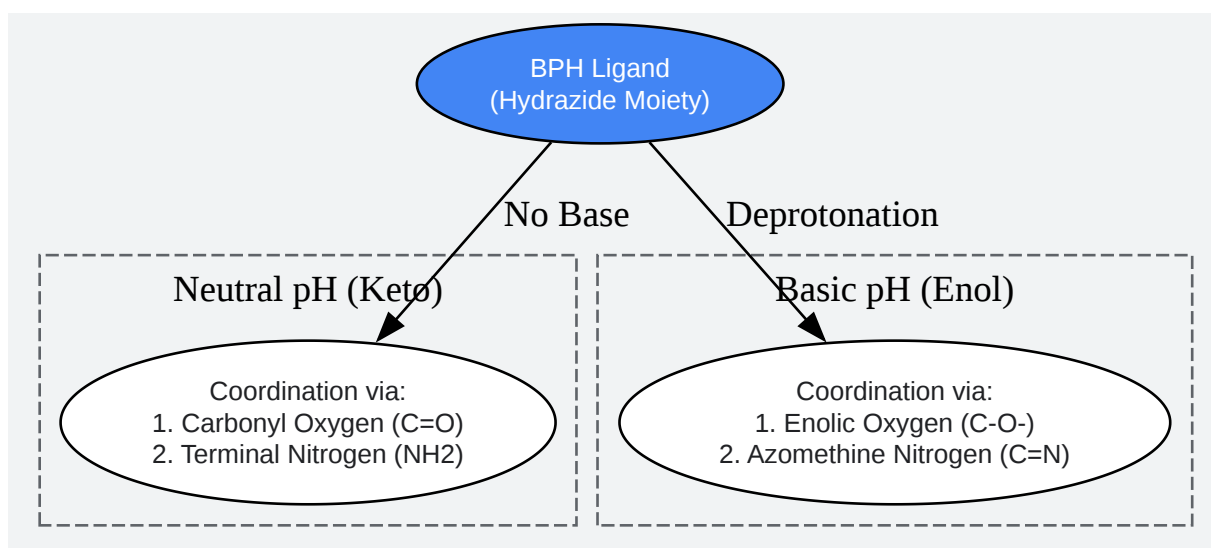 BPH Ligand
(Hydrazide Moiety)
No Base
Deprotonation
Neutral pH (Keto)
Basic pH (Enol)
Coordination via:
1. Carbonyl Oxygen (C=O)
2. Terminal Nitrogen (NH2)
Coordination via:
1. Enolic Oxygen (C-O-)
2. Azomethine Nitrogen (C=N)